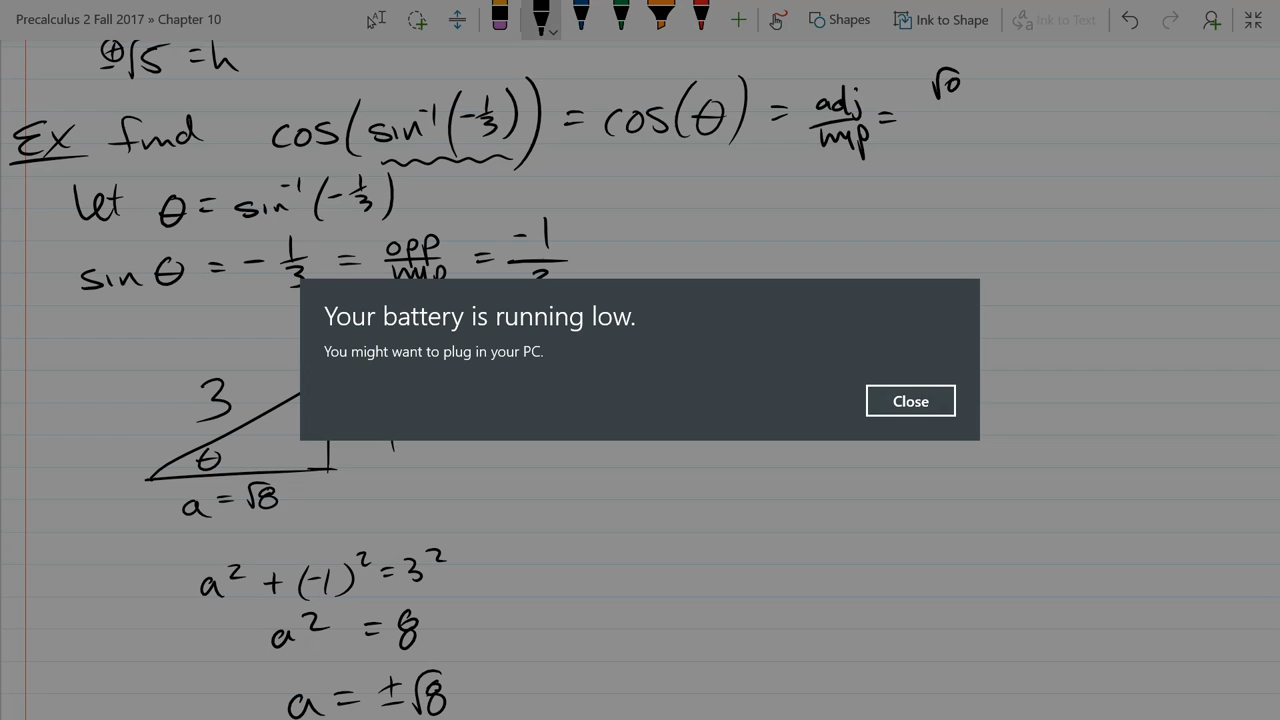 Precalculus 2 Fall 2017 » Chapter 10
Shapes
Ink to Shape
Ink to Text
±√5 = h
Ex find cos(sin⁻¹(-1/3)) = cos(θ) = adj/hyp = √
let θ = sin⁻¹(-1/3)
sin θ = - 1/3 = opp/hyp = -1/3
Your battery is running low.
You might want to plug in your PC.
Close
3
θ
a = √8
a² + (-1)² = 3²
a² = 8
a = ±√8